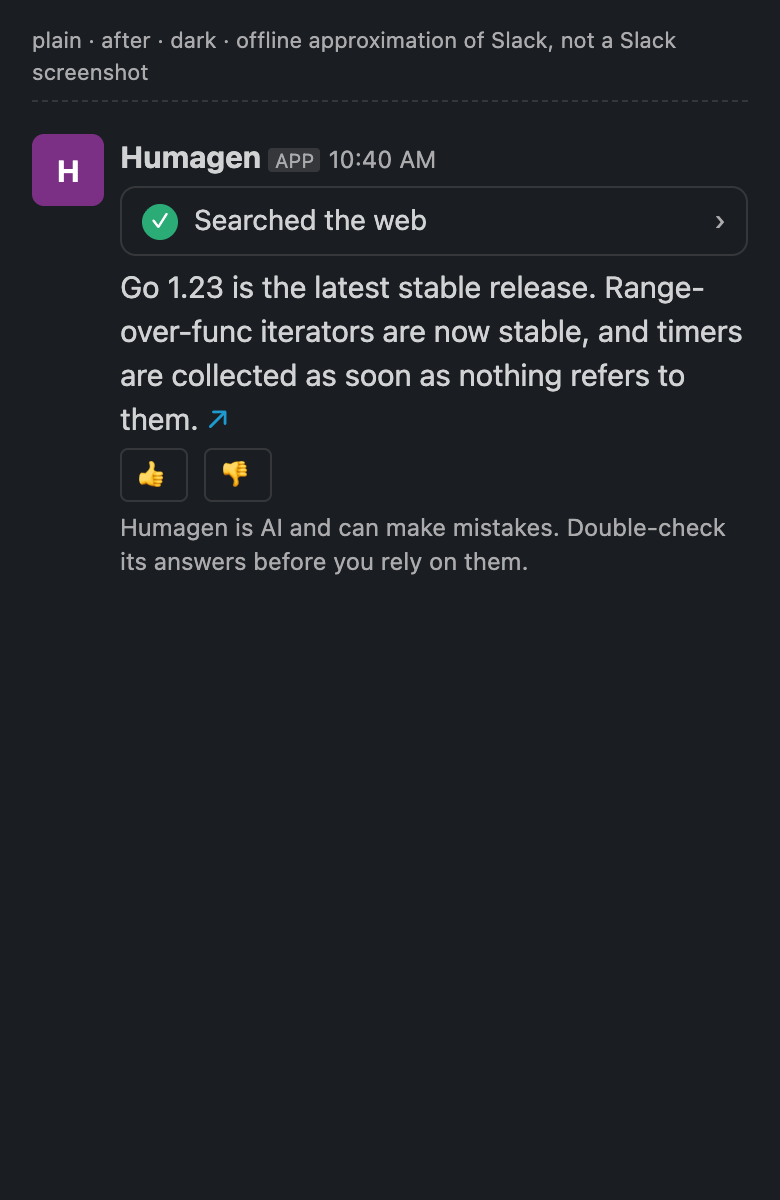 plain · after · dark · offline approximation of Slack, not a Slack
screenshot
H
Humagen APP 10:40 AM
Searched the web ›
Go 1.23 is the latest stable release. Range-
over-func iterators are now stable, and timers
are collected as soon as nothing refers to
them. ↗
👍 👎
Humagen is AI and can make mistakes. Double-check
its answers before you rely on them.